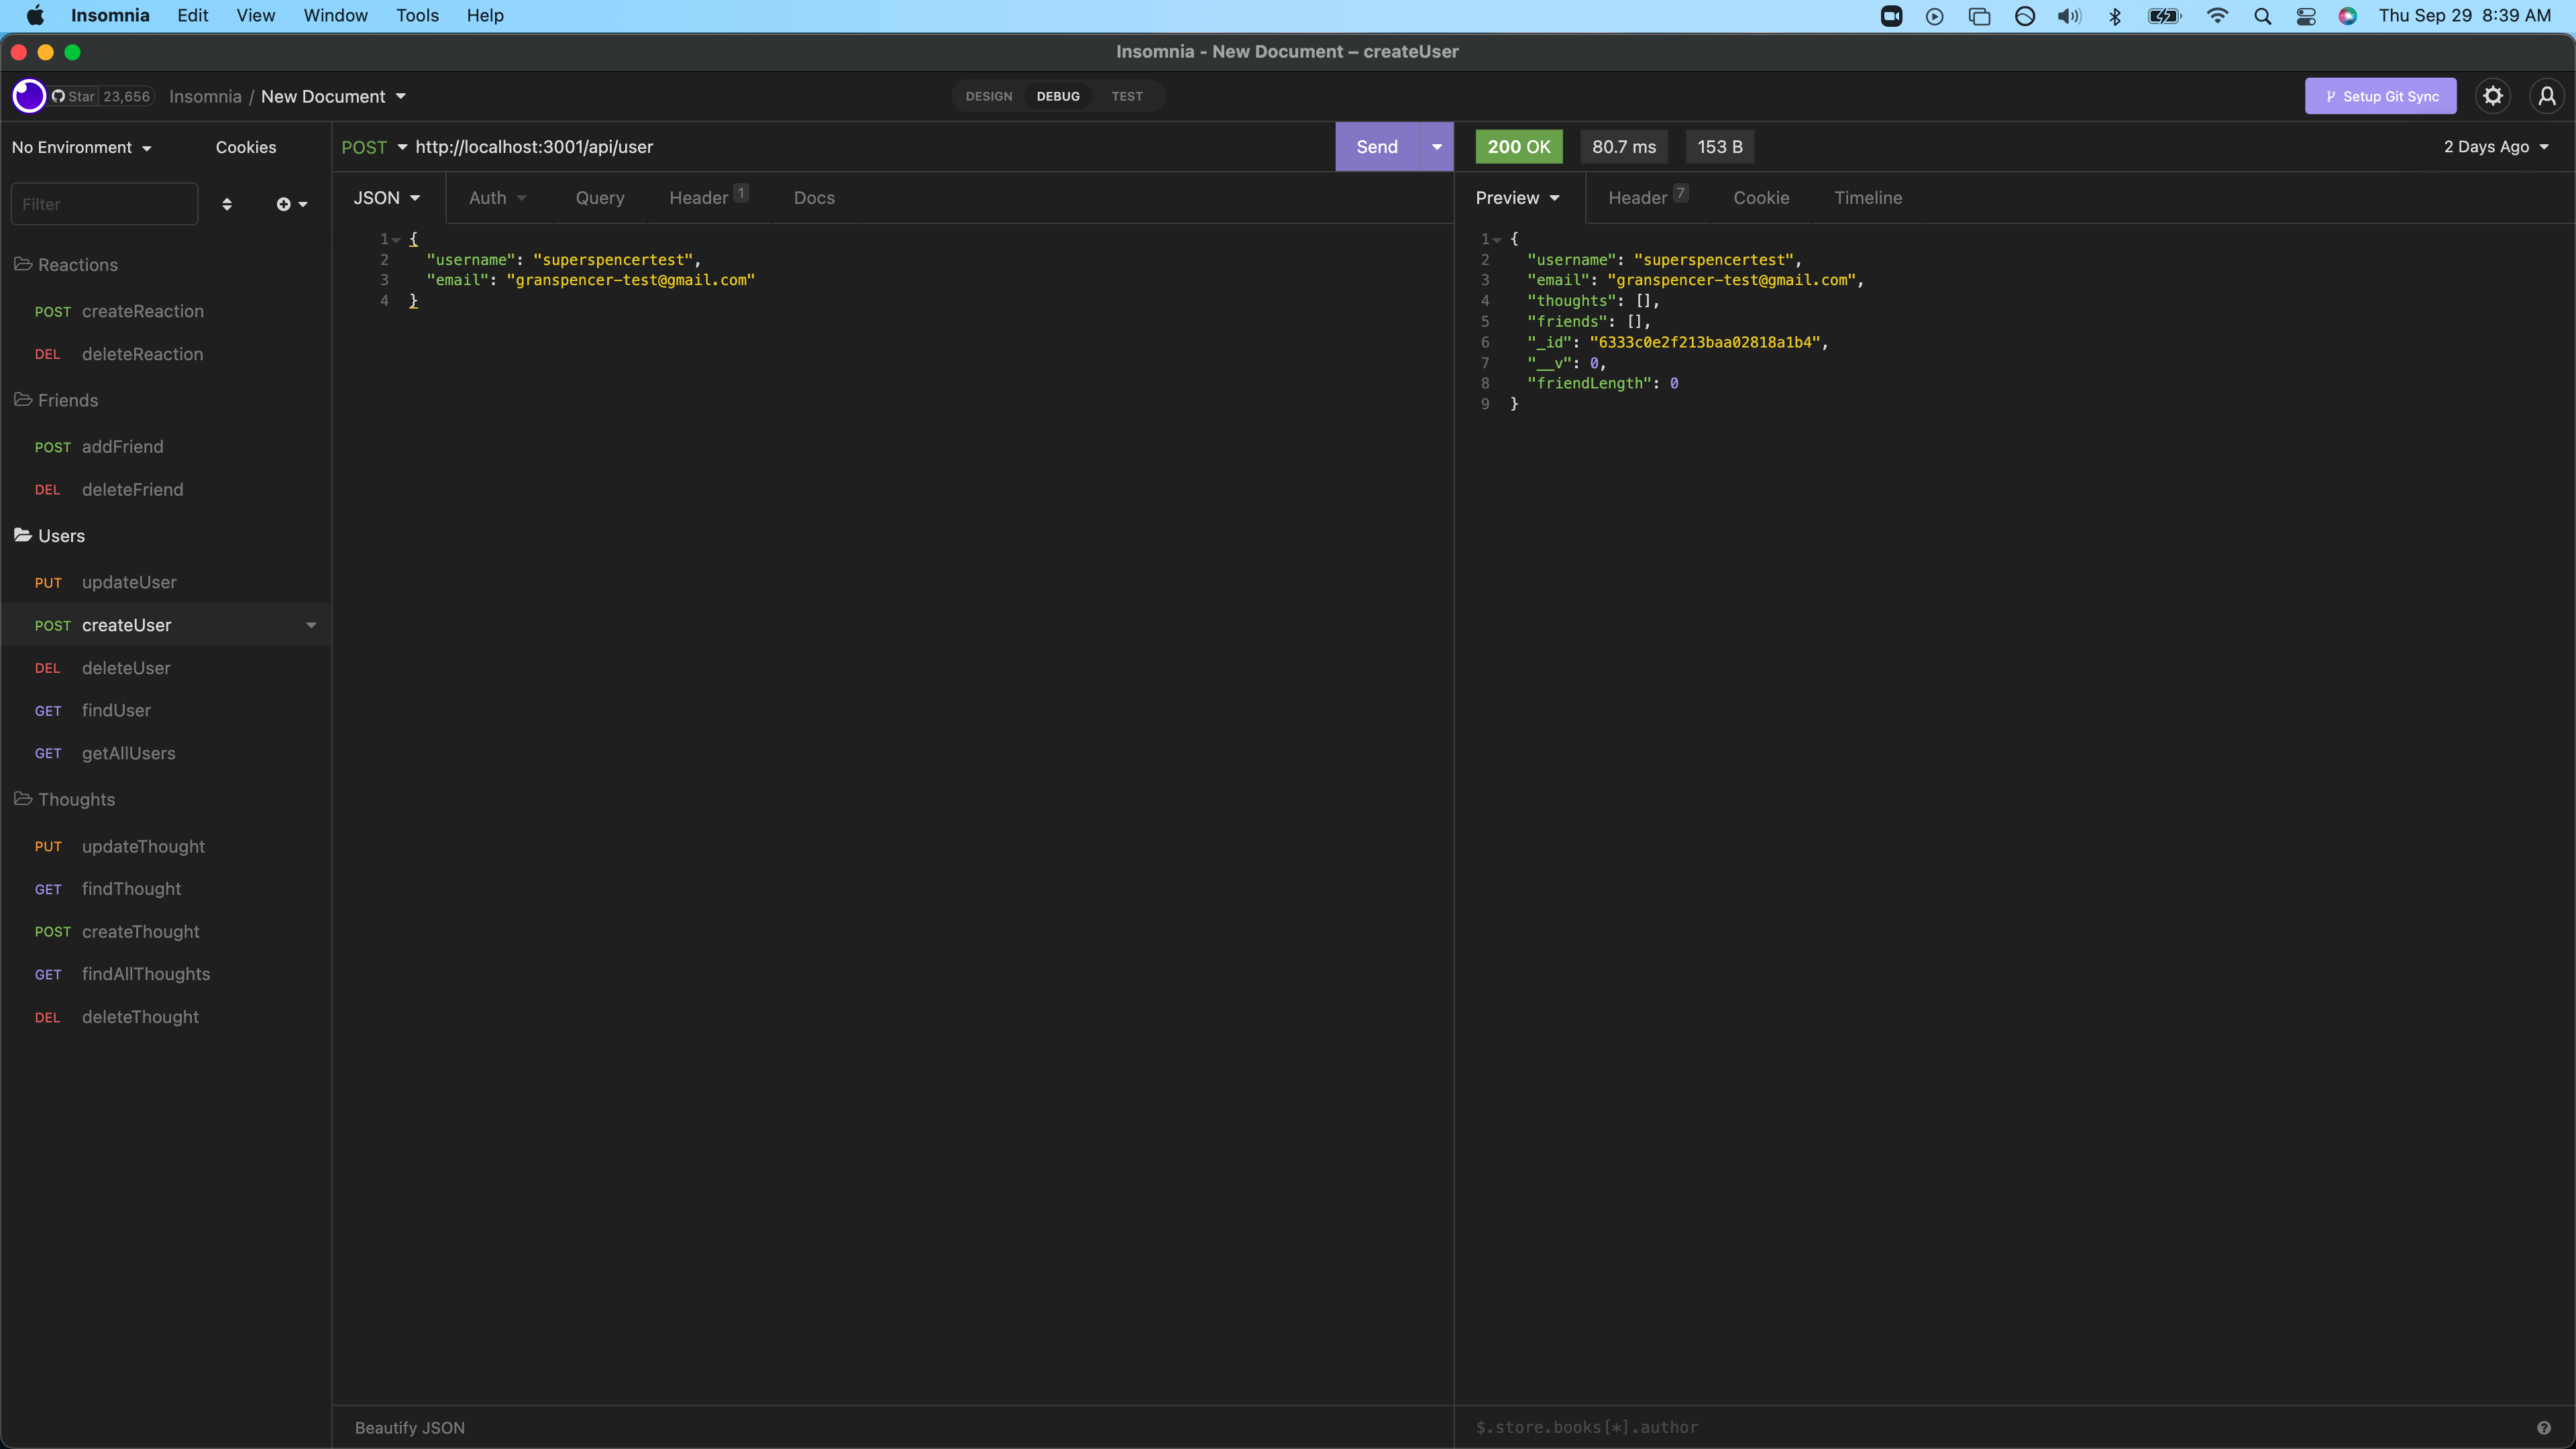 Insomnia Edit View Window Tools Help Thu Sep 29 8:39 AM
Insomnia - New Document – createUser
Star 23,656 Insomnia / New Document DESIGN DEBUG TEST Setup Git Sync
No Environment Cookies
POST http://localhost:3001/api/user Send
200 OK 80.7 ms 153 B 2 Days Ago
Filter
JSON Auth Query Header 1 Docs
Preview Header 7 Cookie Timeline
Reactions
POST createReaction
DEL deleteReaction
Friends
POST addFriend
DEL deleteFriend
Users
PUT updateUser
POST createUser
DEL deleteUser
GET findUser
GET getAllUsers
Thoughts
PUT updateThought
GET findThought
POST createThought
GET findAllThoughts
DEL deleteThought
1 {
2 "username": "superspencertest",
3 "email": "granspencer-test@gmail.com"
4 }
Beautify JSON
1 {
2 "username": "superspencertest",
3 "email": "granspencer-test@gmail.com",
4 "thoughts": [],
5 "friends": [],
6 "_id": "6333c0e2f213baa02818a1b4",
7 "__v": 0,
8 "friendLength": 0
9 }
$.store.books[*].author